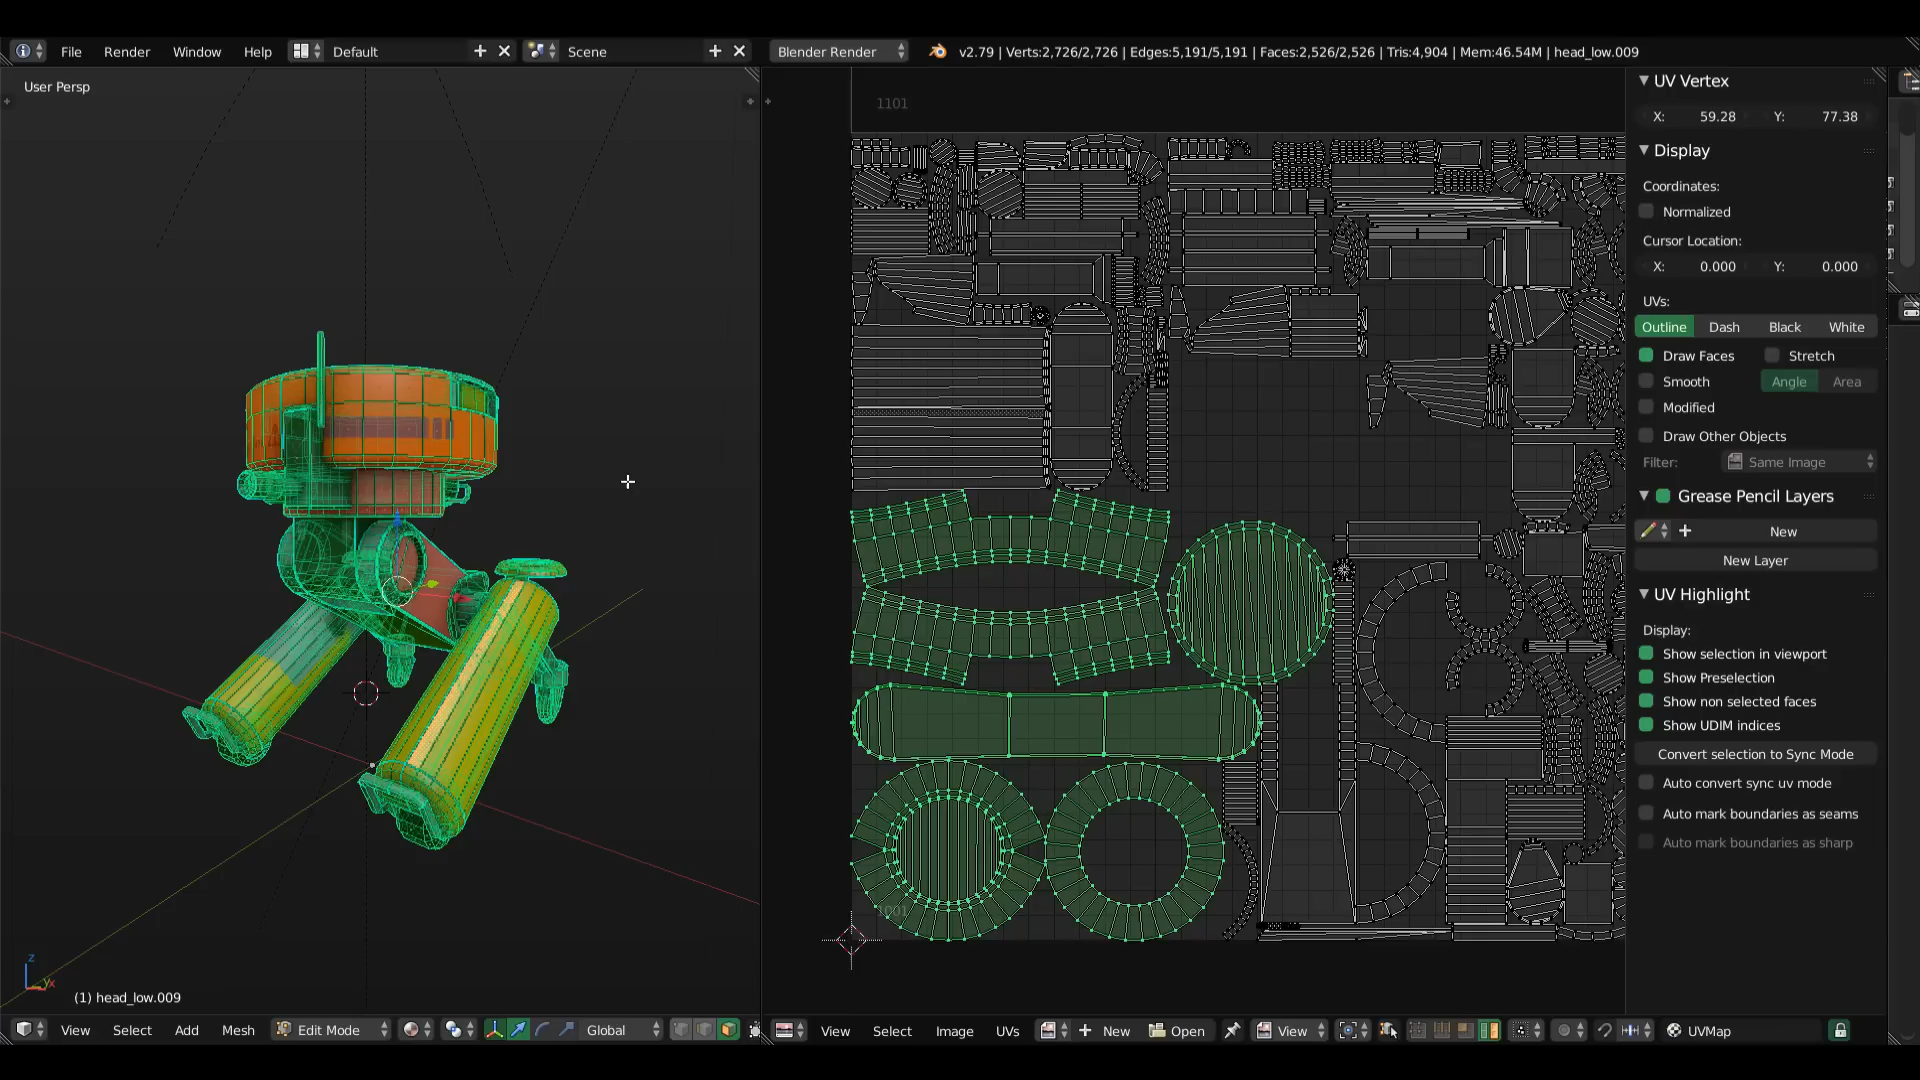 File Render Window Help Default Scene Blender Render v2.79 | Verts:2,726/2,726 | Edges:5,191/5,191 | Faces:2,526/2,526 | Tris:4,904 | Mem:46.54M | head_low.009
User Persp
1101
UV Vertex
X: 59.28 Y: 77.38
Display
Coordinates:
Normalized
Cursor Location:
X: 0.000 Y: 0.000
UVs:
Outline Dash Black White
Draw Faces Stretch
Smooth Angle Area
Modified
Draw Other Objects
Filter: Same Image
Grease Pencil Layers
New
New Layer
UV Highlight
Display:
Show selection in viewport
Show Preselection
Show non selected faces
Show UDIM indices
Convert selection to Sync Mode
Auto convert sync uv mode
Auto mark boundaries as seams
Auto mark boundaries as sharp
1001
z
y x
(1) head_low.009
View Select Add Mesh Edit Mode Global View Select Image UVs New Open View UVMap